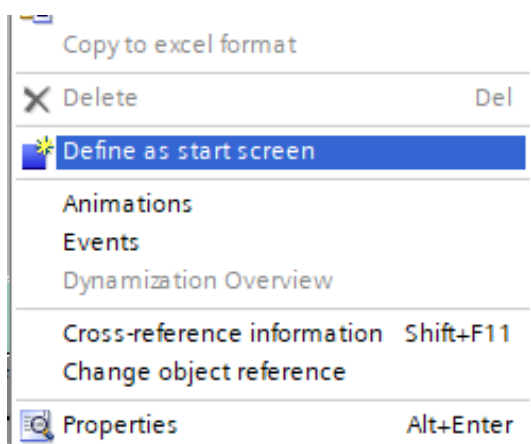 Copy to excel format
Delete Del
Define as start screen
Animations
Events
Dynamization Overview
Cross-reference information Shift+F11
Change object reference
Properties Alt+Enter